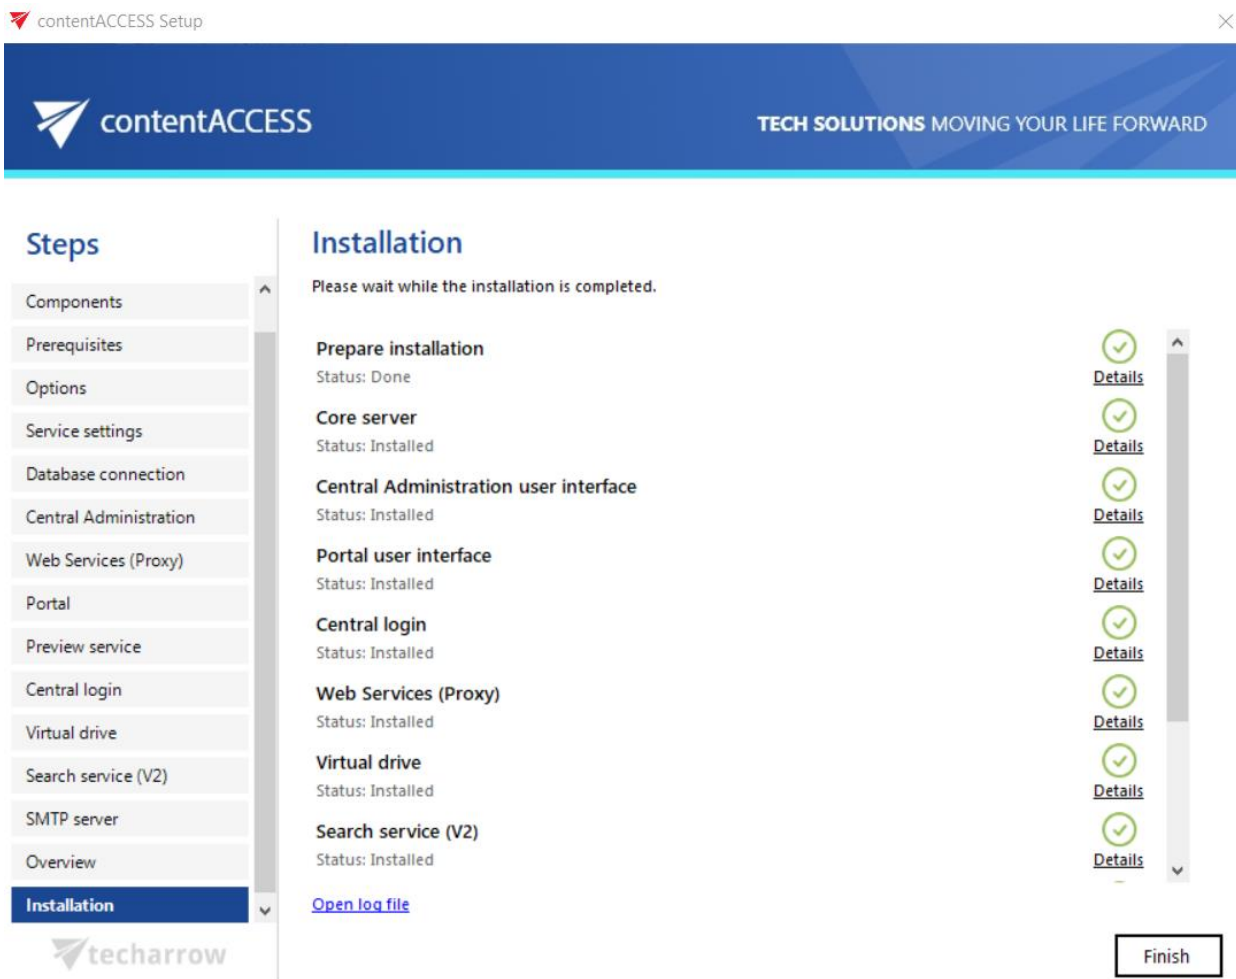 contentACCESS Setup
contentACCESS
TECH SOLUTIONS MOVING YOUR LIFE FORWARD
Steps
Components
Prerequisites
Options
Service settings
Database connection
Central Administration
Web Services (Proxy)
Portal
Preview service
Central login
Virtual drive
Search service (V2)
SMTP server
Overview
Installation
techarrow
Installation
Please wait while the installation is completed.
Prepare installation
Status: Done
Details
Core server
Status: Installed
Details
Central Administration user interface
Status: Installed
Details
Portal user interface
Status: Installed
Details
Central login
Status: Installed
Details
Web Services (Proxy)
Status: Installed
Details
Virtual drive
Status: Installed
Details
Search service (V2)
Status: Installed
Details
Open log file
Finish